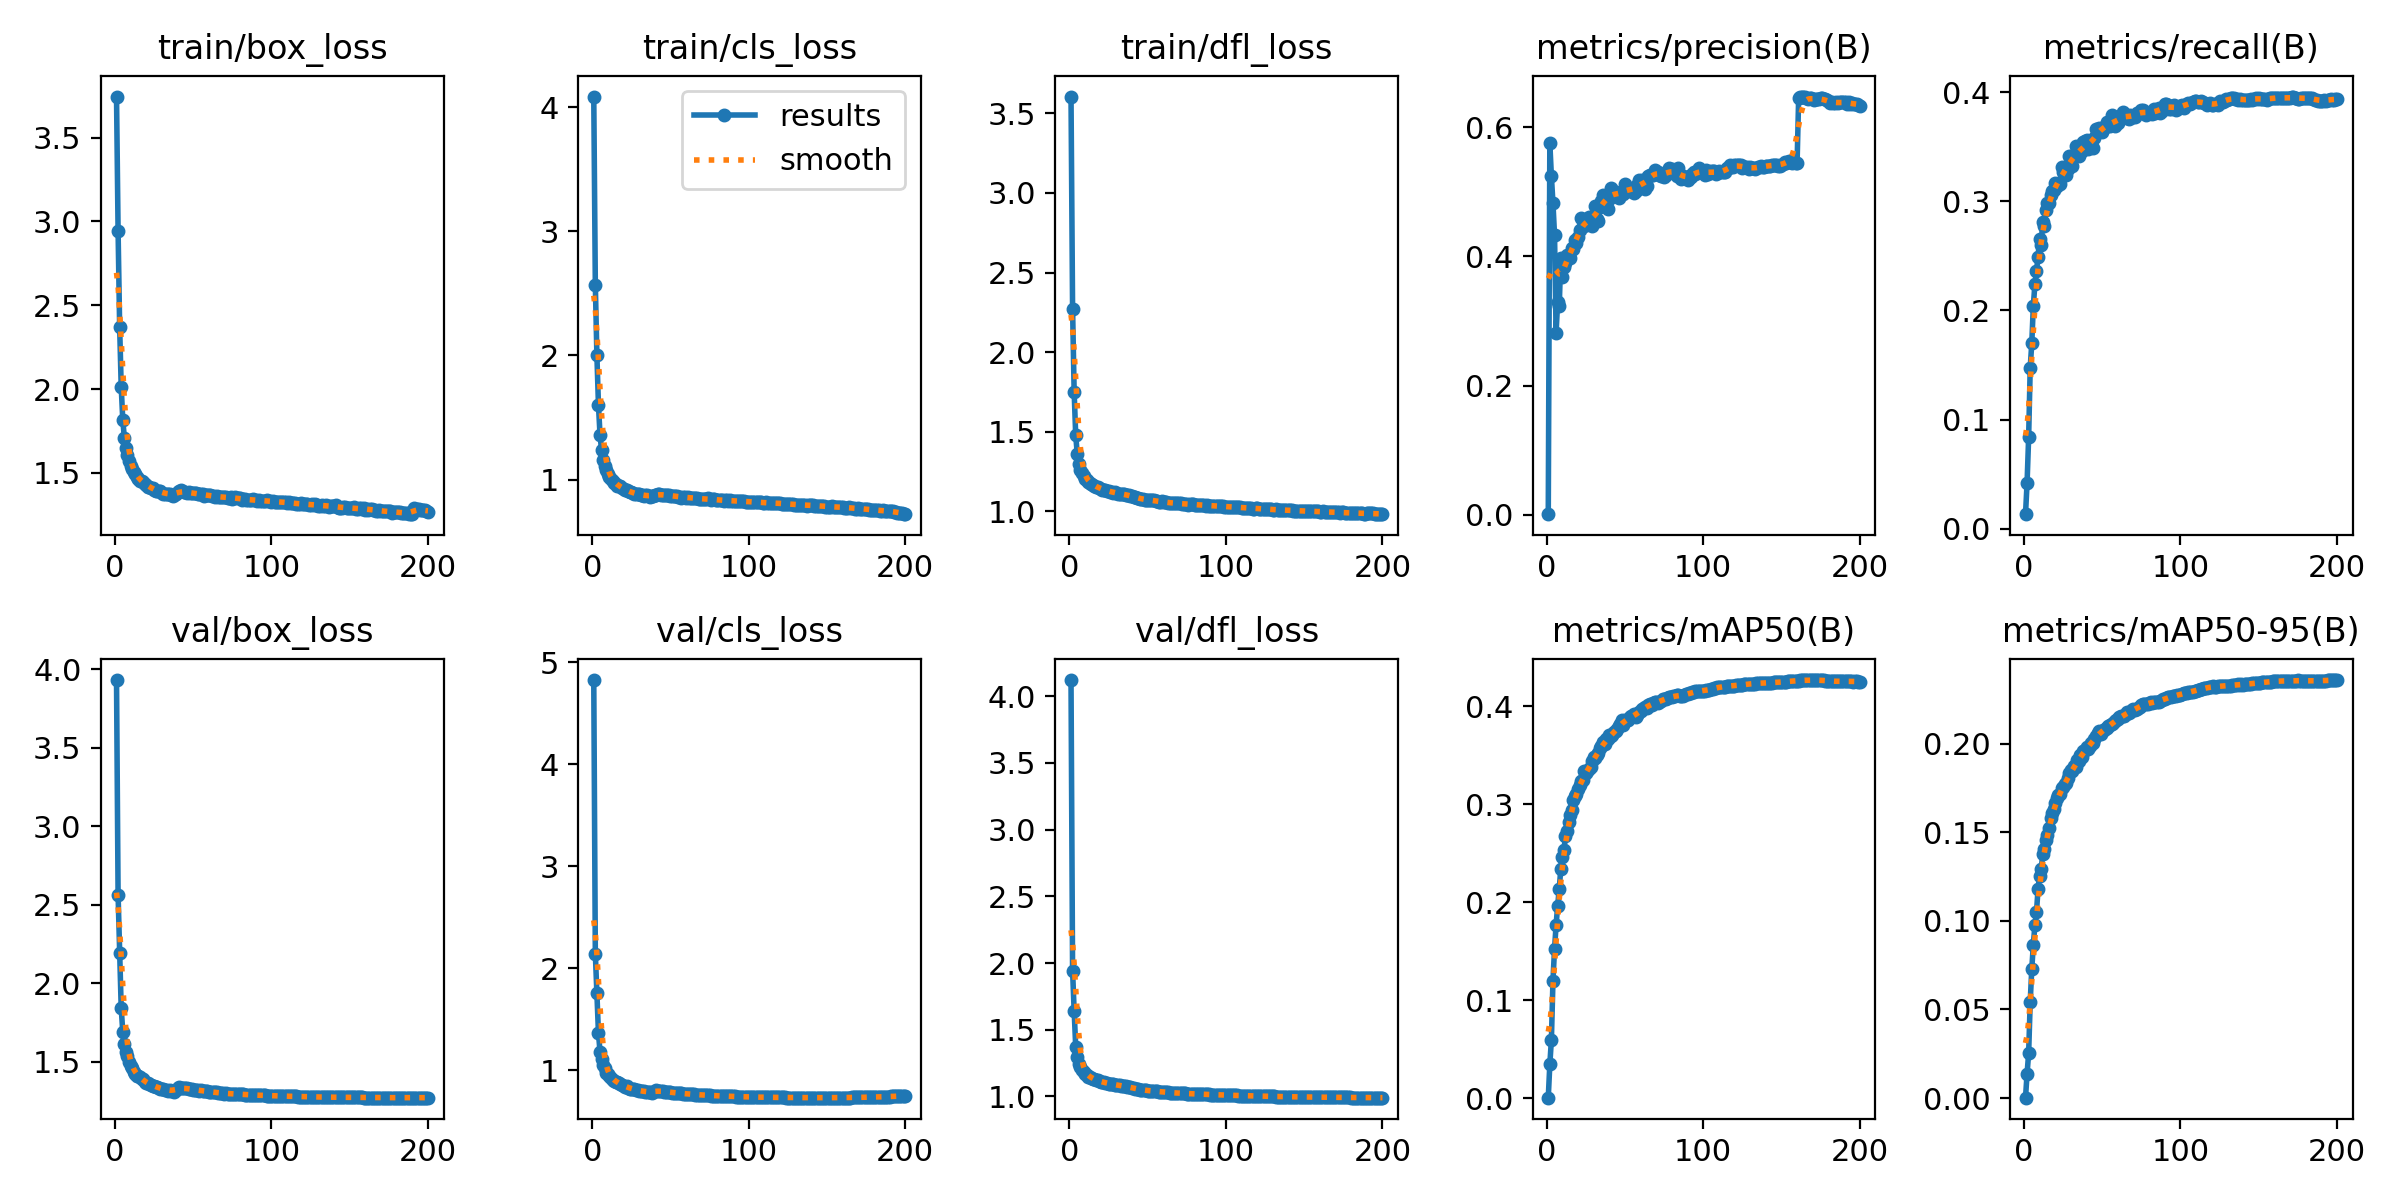 train/box_loss
3.5
3.0
2.5
2.0
1.5
0 100 200
train/cls_loss
results
smooth
4
3
2
1
0 100 200
train/dfl_loss
3.5
3.0
2.5
2.0
1.5
1.0
0 100 200
metrics/precision(B)
0.6
0.4
0.2
0.0
0 100 200
metrics/recall(B)
0.4
0.3
0.2
0.1
0.0
0 100 200
val/box_loss
4.0
3.5
3.0
2.5
2.0
1.5
0 100 200
val/cls_loss
5
4
3
2
1
0 100 200
val/dfl_loss
4.0
3.5
3.0
2.5
2.0
1.5
1.0
0 100 200
metrics/mAP50(B)
0.4
0.3
0.2
0.1
0.0
0 100 200
metrics/mAP50-95(B)
0.20
0.15
0.10
0.05
0.00
0 100 200